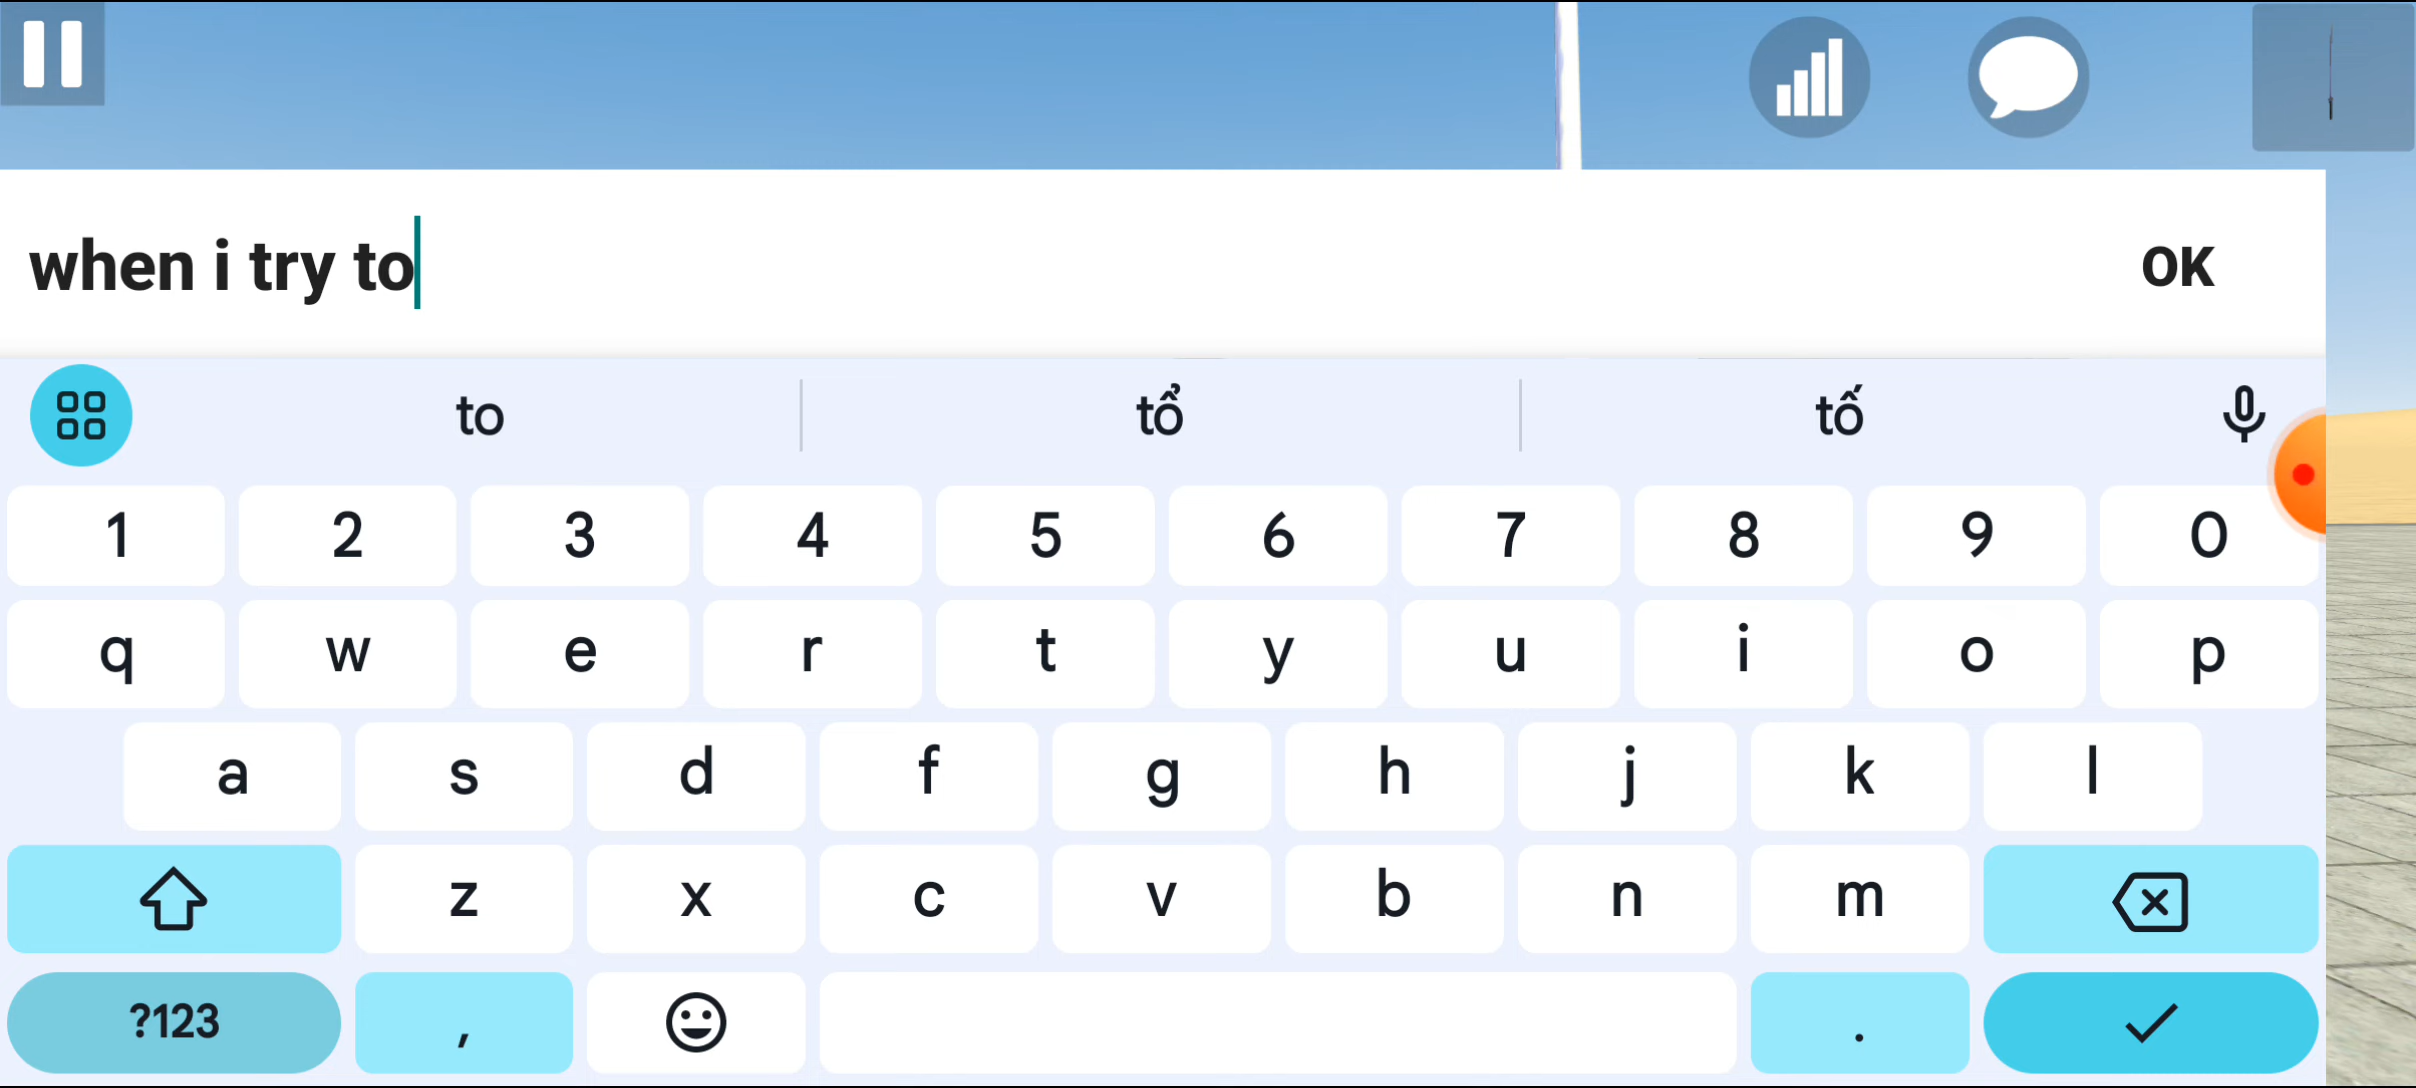 when i try to
OK
to tổ tố
1 2 3 4 5 6 7 8 9 0
q w e r t y u i o p
a s d f g h j k l
z x c v b n m
?123 , .